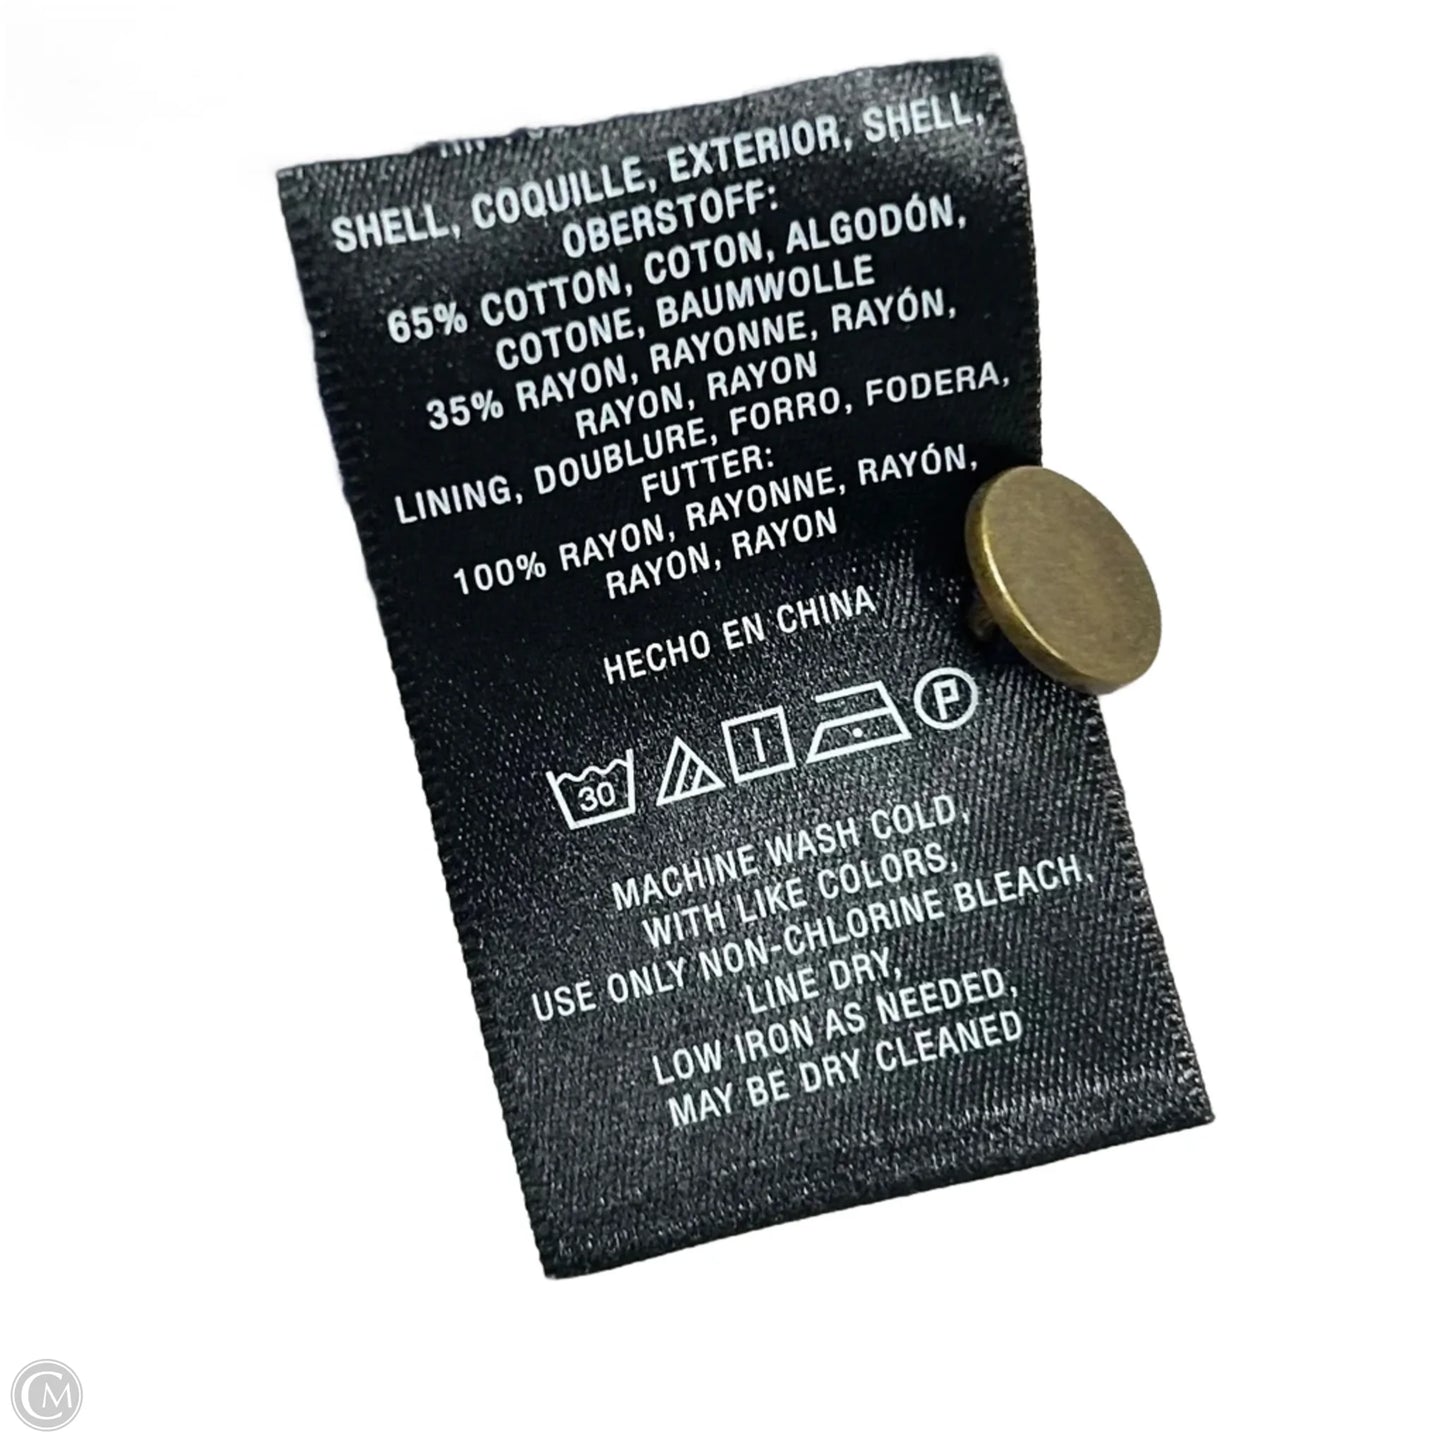 SHELL, COQUILLE, EXTERIOR, SHELL,
OBERSTOFF:
65% COTTON, COTON, ALGODÓN,
COTONE, BAUMWOLLE
35% RAYON, RAYONNE, RAYÓN,
RAYON, RAYON
LINING, DOUBLURE, FORRO, FODERA,
FUTTER:
100% RAYON, RAYONNE, RAYÓN,
RAYON, RAYON
HECHO EN CHINA
30 P
MACHINE WASH COLD,
WITH LIKE COLORS,
USE ONLY NON-CHLORINE BLEACH,
LINE DRY,
LOW IRON AS NEEDED,
MAY BE DRY CLEANED
CM